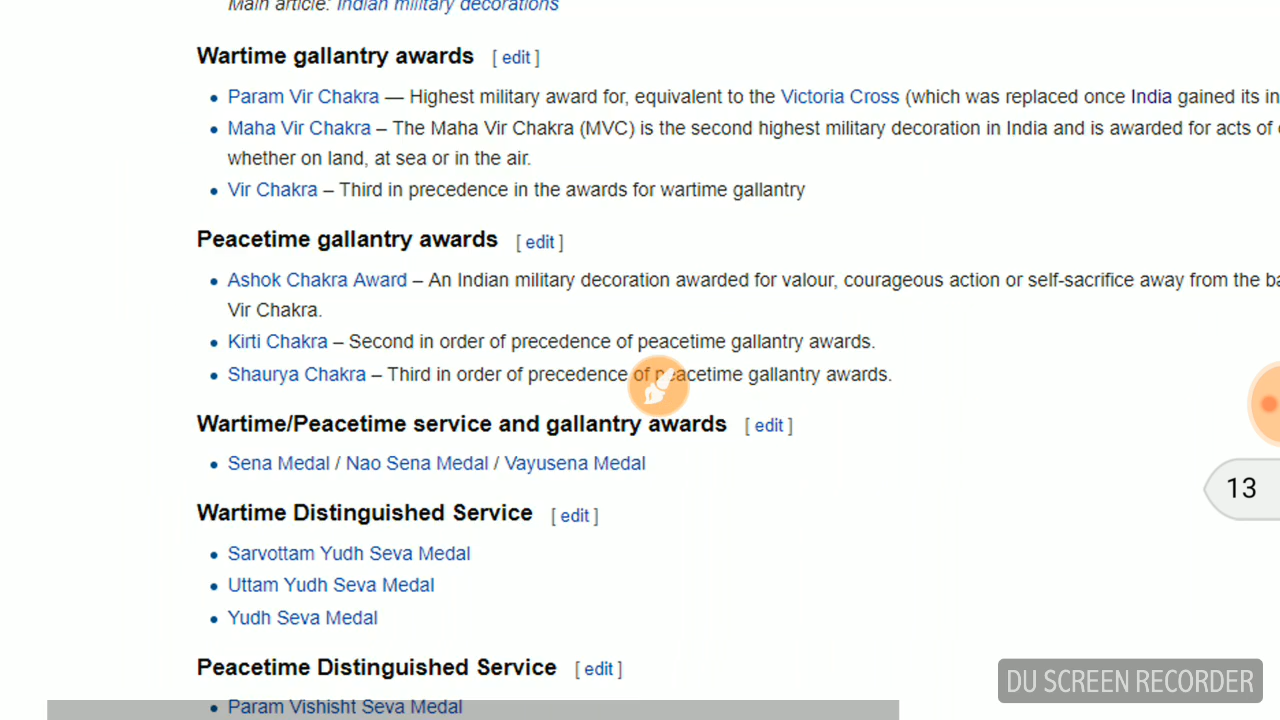 Main article: Indian military decorations
Wartime gallantry awards [ edit ]
Param Vir Chakra — Highest military award for, equivalent to the Victoria Cross (which was replaced once India gained its in
Maha Vir Chakra – The Maha Vir Chakra (MVC) is the second highest military decoration in India and is awarded for acts of
whether on land, at sea or in the air.
Vir Chakra – Third in precedence in the awards for wartime gallantry
Peacetime gallantry awards [ edit ]
Ashok Chakra Award – An Indian military decoration awarded for valour, courageous action or self-sacrifice away from the ba
Vir Chakra.
Kirti Chakra – Second in order of precedence of peacetime gallantry awards.
Shaurya Chakra – Third in order of precedence of peacetime gallantry awards.
Wartime/Peacetime service and gallantry awards [ edit ]
Sena Medal / Nao Sena Medal / Vayusena Medal
13
Wartime Distinguished Service [ edit ]
Sarvottam Yudh Seva Medal
Uttam Yudh Seva Medal
Yudh Seva Medal
Peacetime Distinguished Service [ edit ]
DU SCREEN RECORDER
Param Vishisht Seva Medal